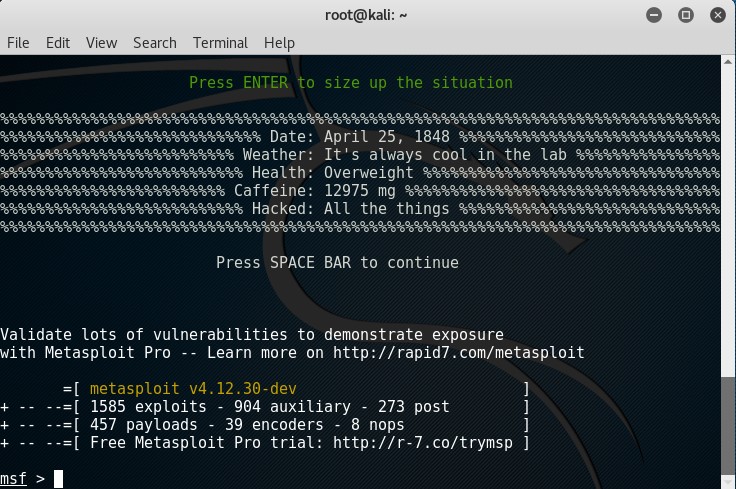 root@kali: ~
File Edit View Search Terminal Help
Press ENTER to size up the situation
%%%%%%%%%%%%%%%%%%%%%%%%%%%%%%%%%%%%%%%%%%%%%%%%%%%%%%%%%%%%%%%%%%%%%%%%%%%%%%%%%%
%%%%%%%%%%%%%%%%%%%%%%%%%%%%% Date: April 25, 1848 %%%%%%%%%%%%%%%%%%%%%%%%%%%%%
%%%%%%%%%%%%%%%%%%%%%%%%%% Weather: It's always cool in the lab %%%%%%%%%%%%%%%%
%%%%%%%%%%%%%%%%%%%%%%%%%%% Health: Overweight %%%%%%%%%%%%%%%%%%%%%%%%%%%%%%%%%
%%%%%%%%%%%%%%%%%%%%%%%%% Caffeine: 12975 mg %%%%%%%%%%%%%%%%%%%%%%%%%%%%%%%%%%%
%%%%%%%%%%%%%%%%%%%%%%%%%%% Hacked: All the things %%%%%%%%%%%%%%%%%%%%%%%%%%%%%
%%%%%%%%%%%%%%%%%%%%%%%%%%%%%%%%%%%%%%%%%%%%%%%%%%%%%%%%%%%%%%%%%%%%%%%%%%%%%%%%%%
Press SPACE BAR to continue
Validate lots of vulnerabilities to demonstrate exposure
with Metasploit Pro -- Learn more on http://rapid7.com/metasploit
=[ metasploit v4.12.30-dev ]
+ -- --=[ 1585 exploits - 904 auxiliary - 273 post ]
+ -- --=[ 457 payloads - 39 encoders - 8 nops ]
+ -- --=[ Free Metasploit Pro trial: http://r-7.co/trymsp ]
msf >